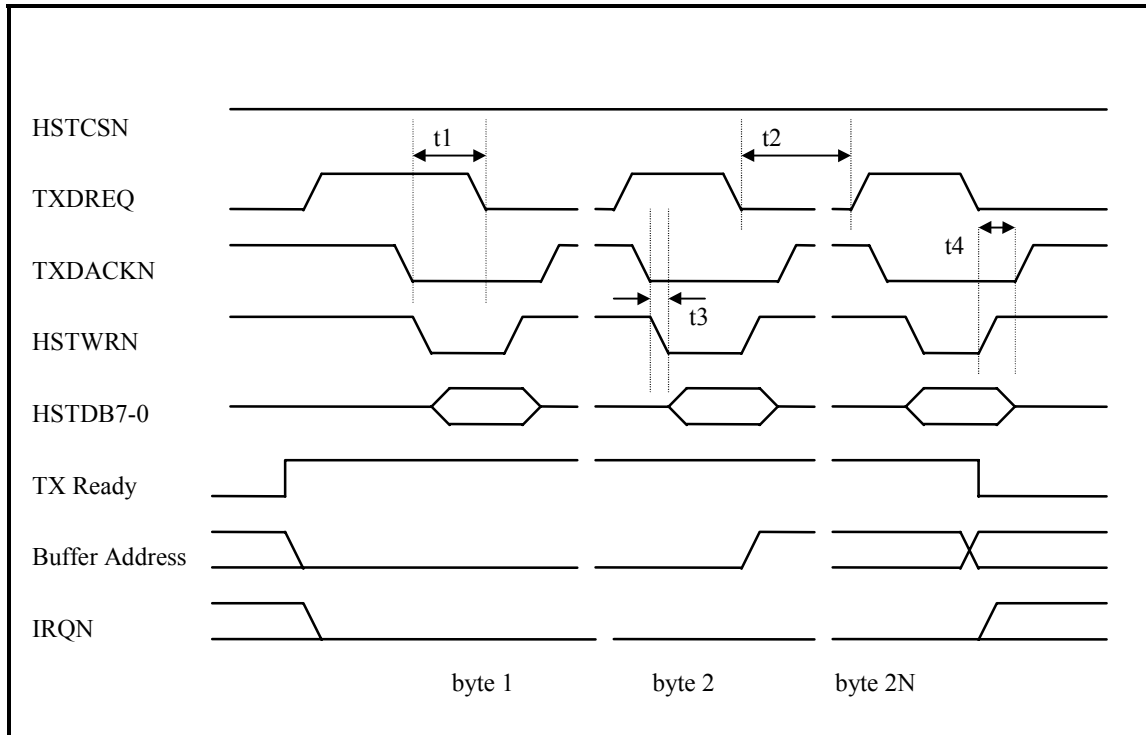 HSTCSN
t1
t2
TXDREQ
t4
TXDACKN
t3
HSTWRN
HSTDB7-0
TX Ready
Buffer Address
IRQN
byte 1
byte 2
byte 2N